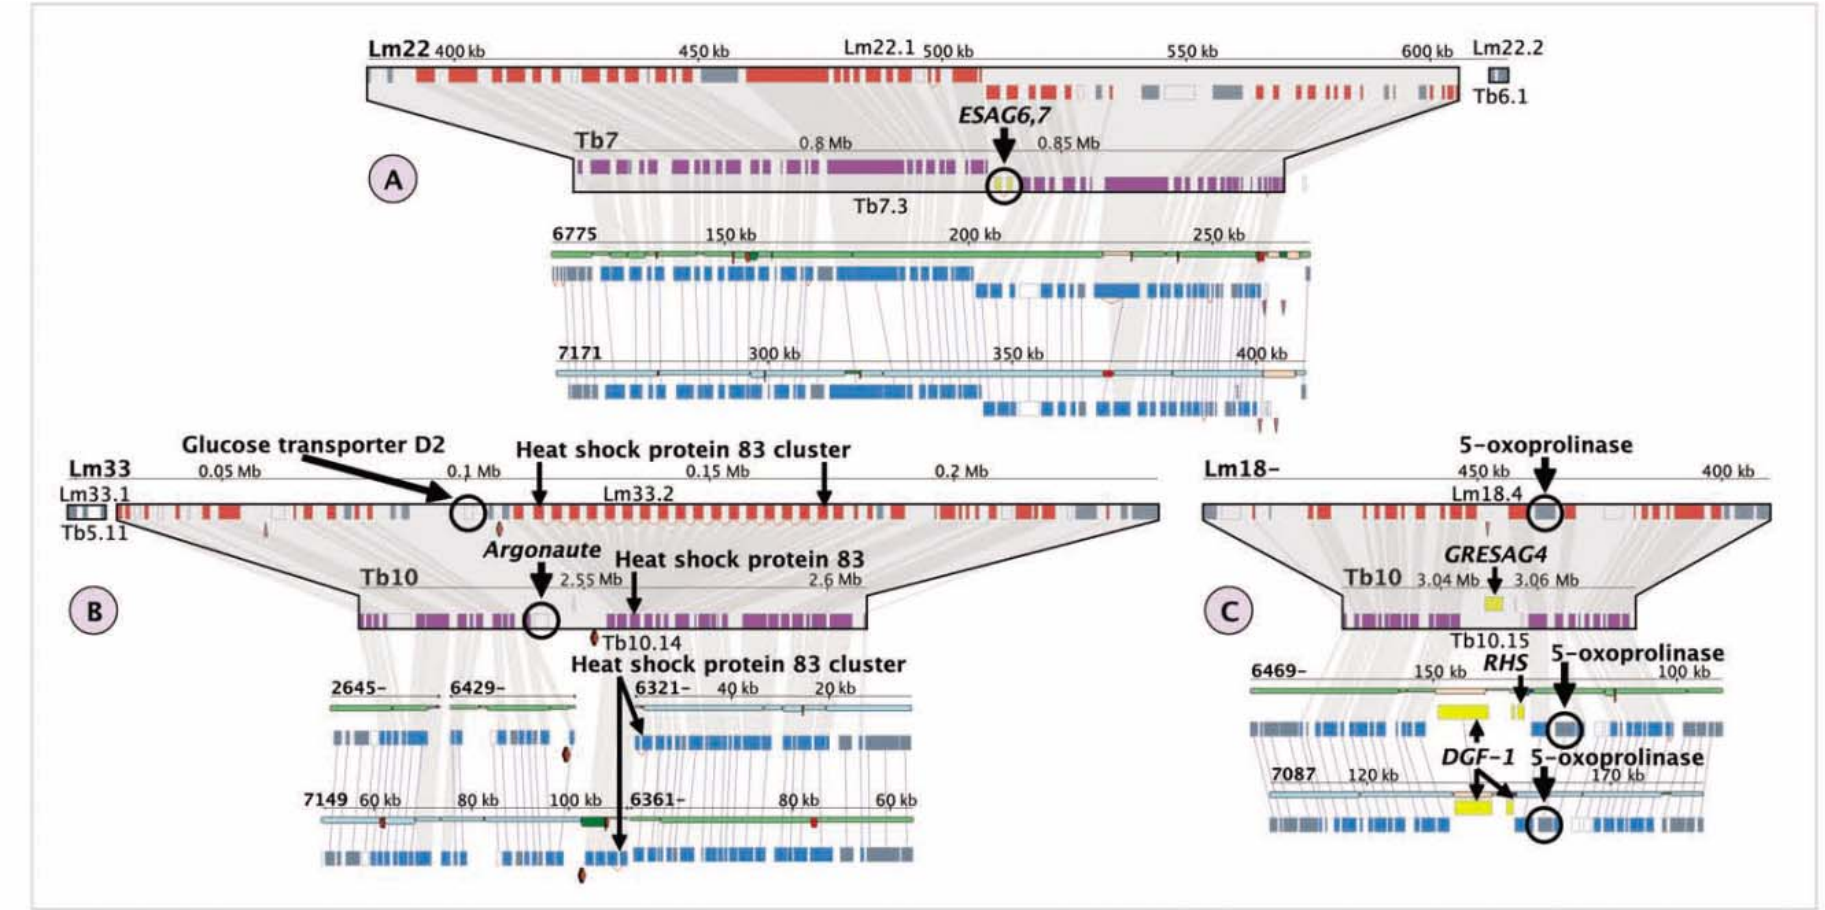 Lm22 400 kb 450 kb Lm22.1 500 kb 550 kb 600 kb Lm22.2
Tb6.1
ESAG6,7
Tb7 0.8 Mb 0.85 Mb
A
Tb7.3
6775 150 kb 200 kb 250 kb
7171 300 kb 350 kb 400 kb
Glucose transporter D2
Heat shock protein 83 cluster
Lm33 0.05 Mb 0.1 Mb 0.15 Mb 0.2 Mb
Lm33.1 Lm33.2
Tb5.11
Argonaute
Heat shock protein 83
Tb10 2.55 Mb 2.6 Mb
B
Tb10.14
Heat shock protein 83 cluster
2645- 6429- 6321- 40 kb 20 kb
7149 60 kb 80 kb 100 kb 6361- 80 kb 60 kb
5-oxoprolinase
Lm18- 450 kb 400 kb
Lm18.4
GRESAG4
Tb10 3.04 Mb 3.06 Mb
C
Tb10.15
RHS 5-oxoprolinase
6469- 150 kb 100 kb
DGF-1 5-oxoprolinase
7087 120 kb 170 kb